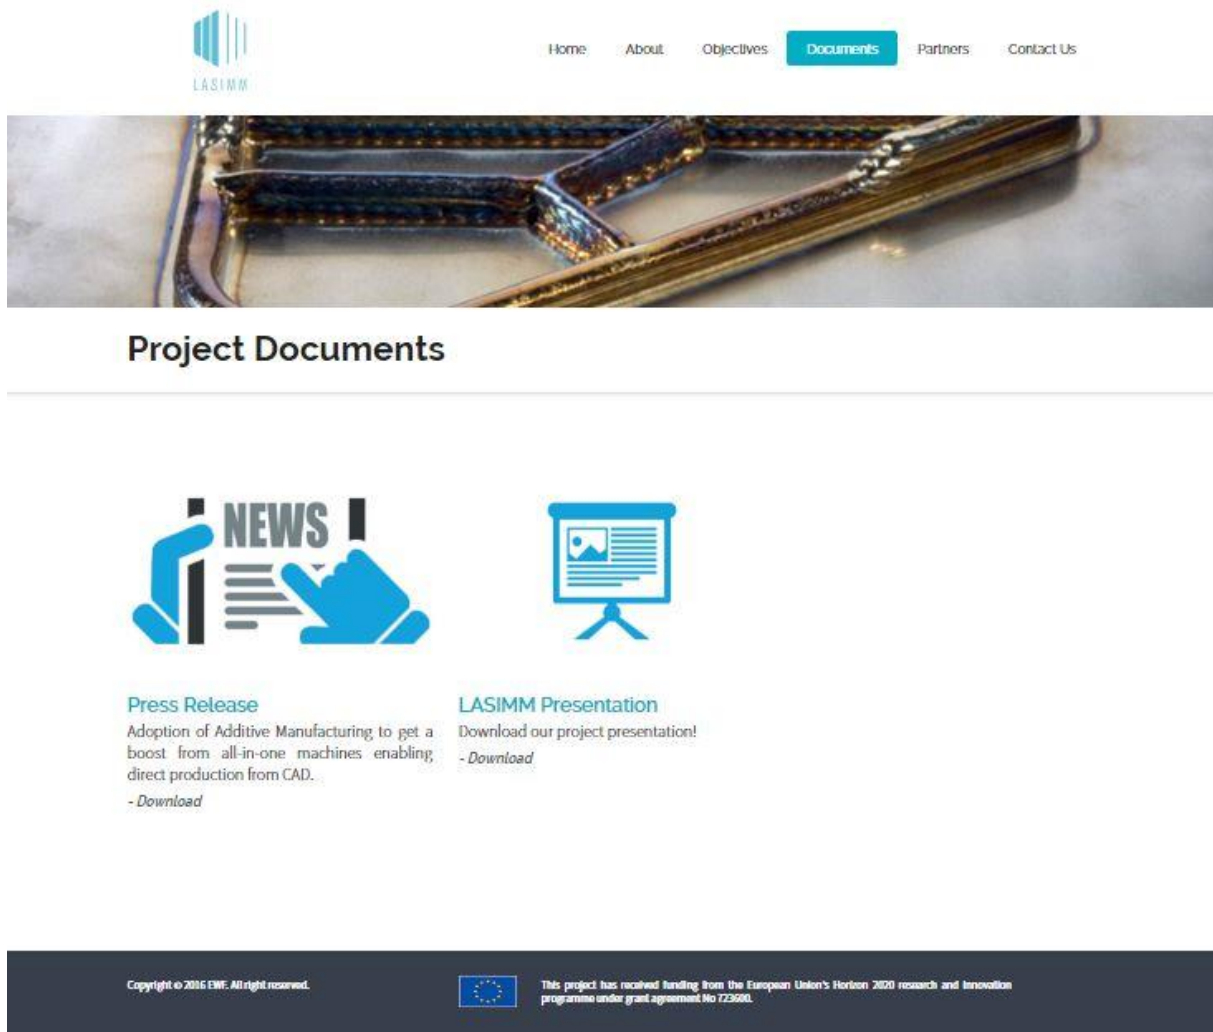 LASIMM
Home About Objectives Documents Partners Contact Us
Project Documents
NEWS
Press Release
Adoption of Additive Manufacturing to get a
boost from all-in-one machines enabling
direct production from CAD.
- Download
LASIMM Presentation
Download our project presentation!
- Download
Copyright © 2016 EWF. All right reserved.
This project has received funding from the European Union's Horizon 2020 research and innovation
programme under grant agreement No 723600.